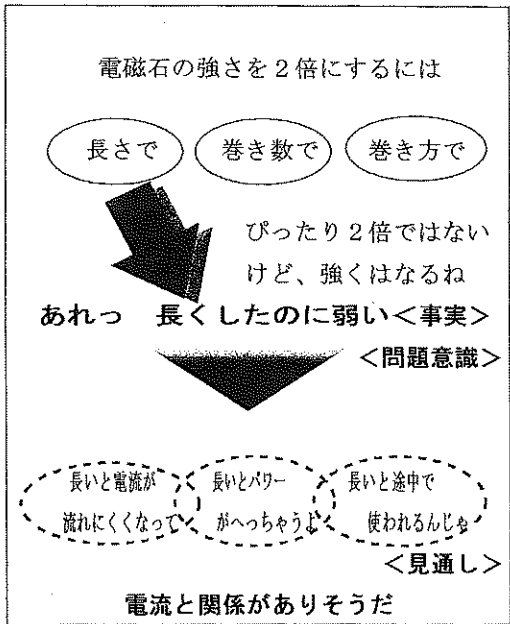 電磁石の強さを２倍にするには
長さで 巻き数で 巻き方で
ぴったり２倍ではない
けど、強くはなるね
あれっ　長くしたのに弱い＜事実＞
＜問題意識＞
長いと電流が 長いとパワー 長いと途中で
流れにくくなって がへっちゃうよ 使われるんじゃ
＜見通し＞
電流と関係がありそうだ